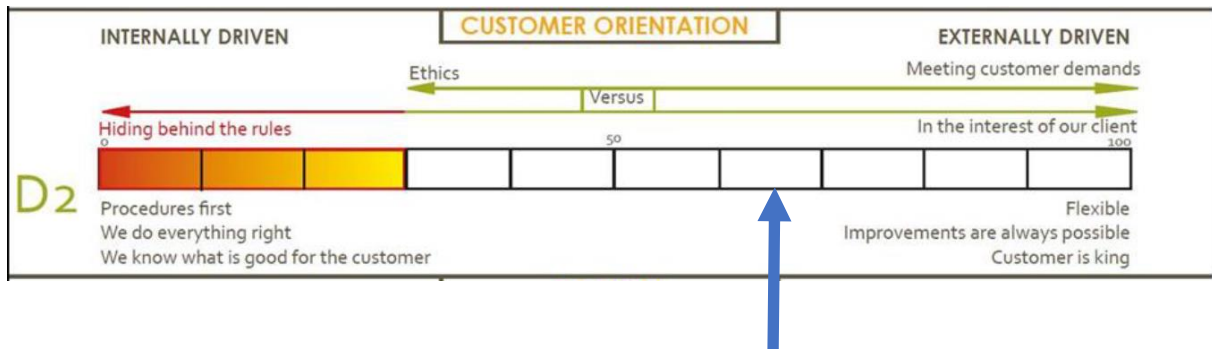 CUSTOMER ORIENTATION
INTERNALLY DRIVEN
EXTERNALLY DRIVEN
Ethics
Meeting customer demands
Versus
Hiding behind the rules
In the interest of our client
0
50
100
D2
Procedures first
We do everything right
We know what is good for the customer
Flexible
Improvements are always possible
Customer is king